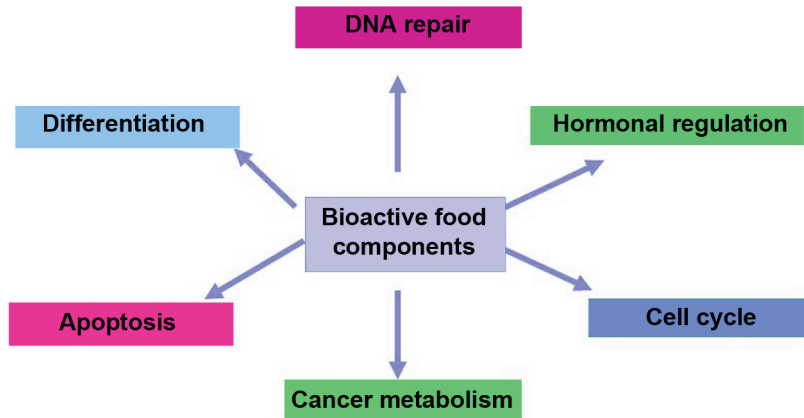 DNA repair
Differentiation
Hormonal regulation
Bioactive food
components
Apoptosis
Cell cycle
Cancer metabolism